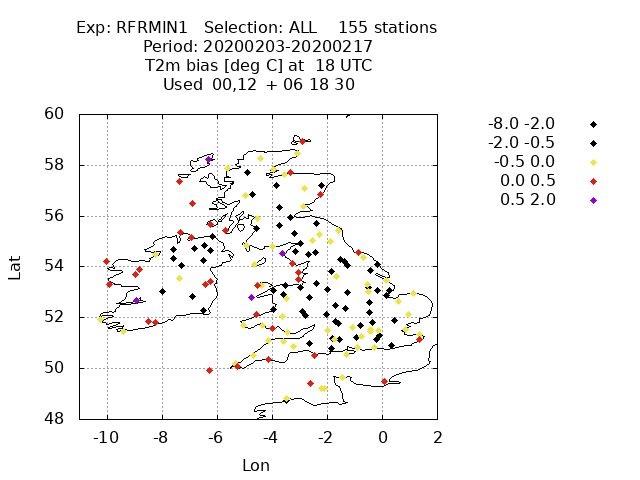 Exp: RFRMIN1 Selection: ALL 155 stations
Period: 20200203-20200217
T2m bias [deg C] at 18 UTC
Used 00,12 + 06 18 30
60
58
56
54
52
50
48
Lat
-10 -8 -6 -4 -2 0 2
Lon
-8.0 -2.0
-2.0 -0.5
-0.5 0.0
0.0 0.5
0.5 2.0